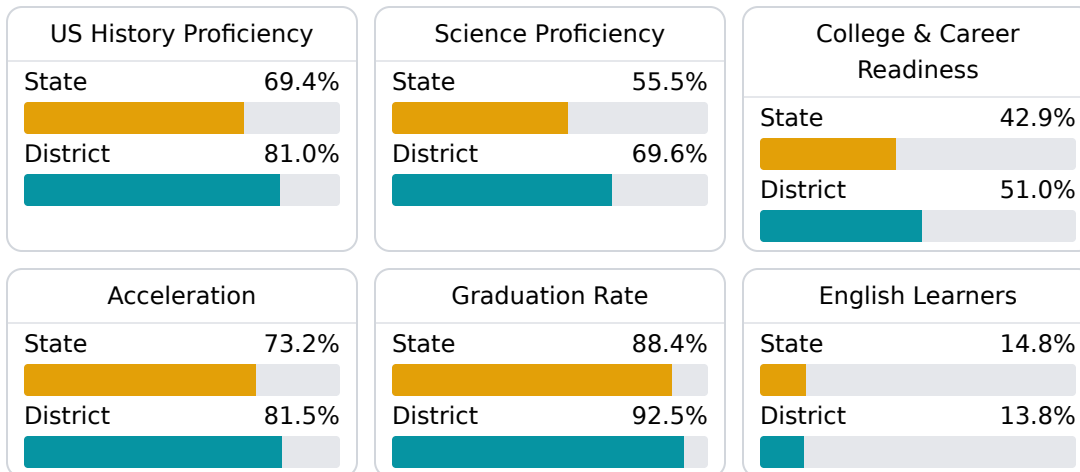 US History Proficiency
State 69.4%
District 81.0%
Science Proficiency
State 55.5%
District 69.6%
College & Career
Readiness
State 42.9%
District 51.0%
Acceleration
State 73.2%
District 81.5%
Graduation Rate
State 88.4%
District 92.5%
English Learners
State 14.8%
District 13.8%